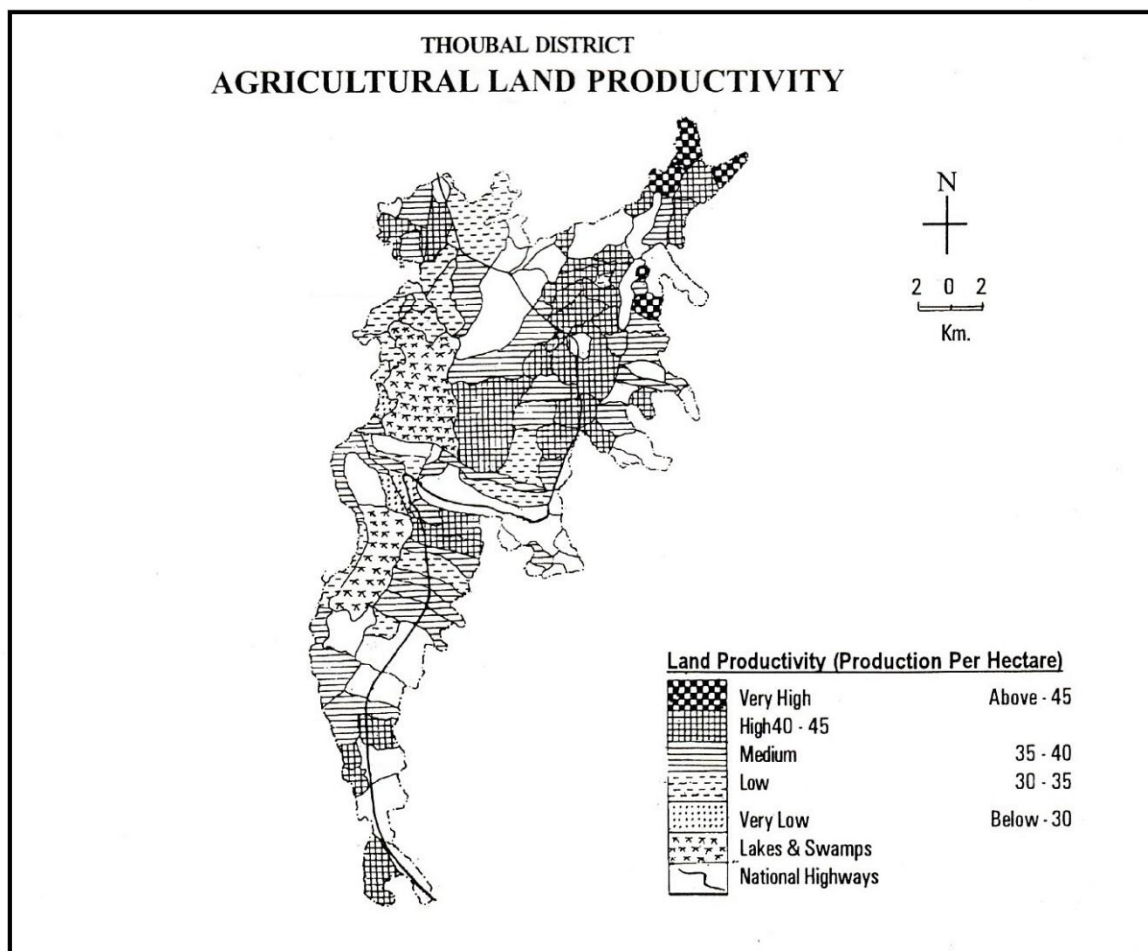 THOUBAL DISTRICT
AGRICULTURAL LAND PRODUCTIVITY
N
2 0 2
Km.
Land Productivity (Production Per Hectare)
Very High Above - 45
High40 - 45
Medium 35 - 40
Low 30 - 35
Very Low Below - 30
Lakes & Swamps
National Highways